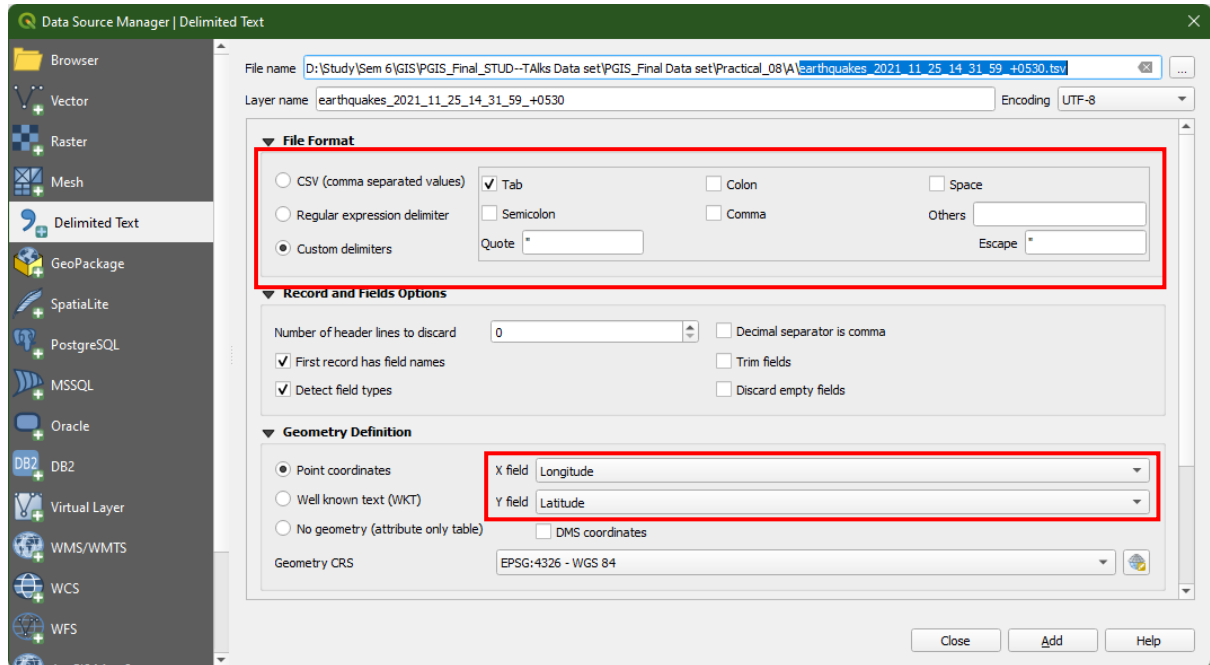 Data Source Manager | Delimited Text
Browser
Vector
Raster
Mesh
Delimited Text
GeoPackage
SpatiaLite
PostgreSQL
MSSQL
Oracle
DB2
DB2
Virtual Layer
WMS/WMTS
WCS
WFS
File name D:\Study\Sem 6\GIS\PGIS_Final_STUD--TAlks Data set\PGIS_Final Data set\Practical_08\A\earthquakes_2021_11_25_14_31_59_+0530.tsv ...
Layer name earthquakes_2021_11_25_14_31_59_+0530 Encoding UTF-8
File Format
CSV (comma separated values) Tab Colon Space
Regular expression delimiter Semicolon Comma Others
Custom delimiters Quote " Escape "
Record and Fields Options
Number of header lines to discard 0 Decimal separator is comma
First record has field names Trim fields
Detect field types Discard empty fields
Geometry Definition
Point coordinates X field Longitude
Well known text (WKT) Y field Latitude
No geometry (attribute only table) DMS coordinates
Geometry CRS EPSG:4326 - WGS 84
Close Add Help